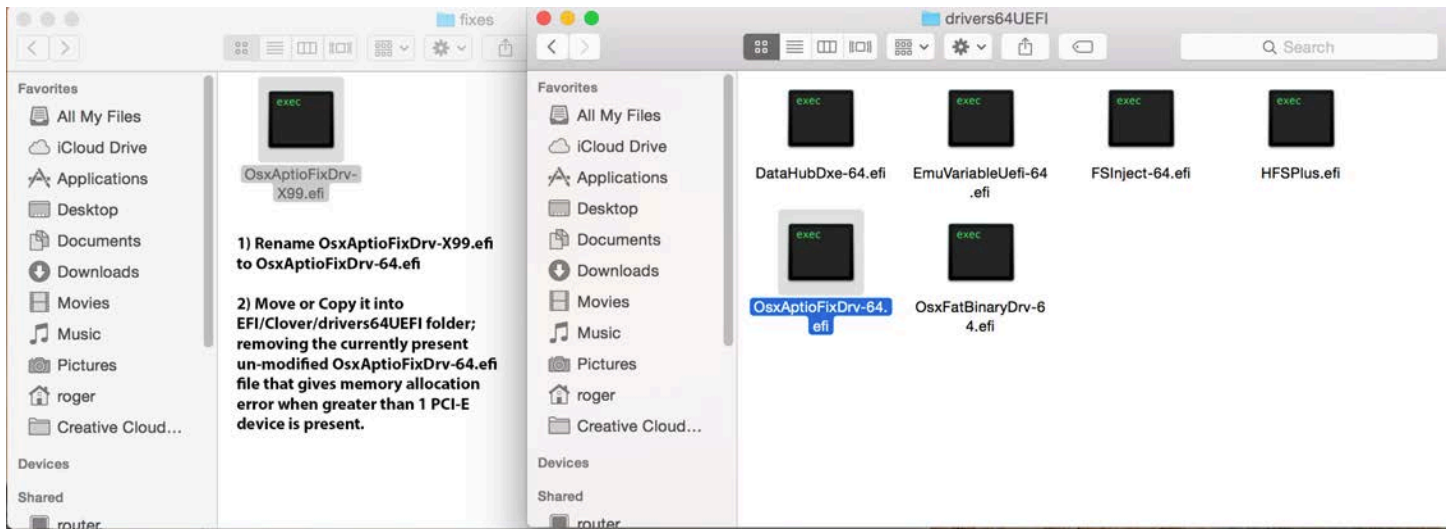 fixes
Favorites
All My Files
iCloud Drive
Applications
Desktop
Documents
Downloads
Movies
Music
Pictures
roger
Creative Cloud...
Devices
Shared
router
exec
OsxAptioFixDrv-
X99.efi
1) Rename OsxAptioFixDrv-X99.efi
to OsxAptioFixDrv-64.efi
2) Move or Copy it into
EFI/Clover/drivers64UEFI folder;
removing the currently present
un-modified OsxAptioFixDrv-64.efi
file that gives memory allocation
error when greater than 1 PCI-E
device is present.
drivers64UEFI
Search
Favorites
All My Files
iCloud Drive
Applications
Desktop
Documents
Downloads
Movies
Music
Pictures
roger
Creative Cloud...
Devices
Shared
router
exec
exec
exec
exec
DataHubDxe-64.efi
EmuVariableUefi-64
.efi
FSInject-64.efi
HFSPlus.efi
exec
exec
OsxAptioFixDrv-64.
efi
OsxFatBinaryDrv-6
4.efi